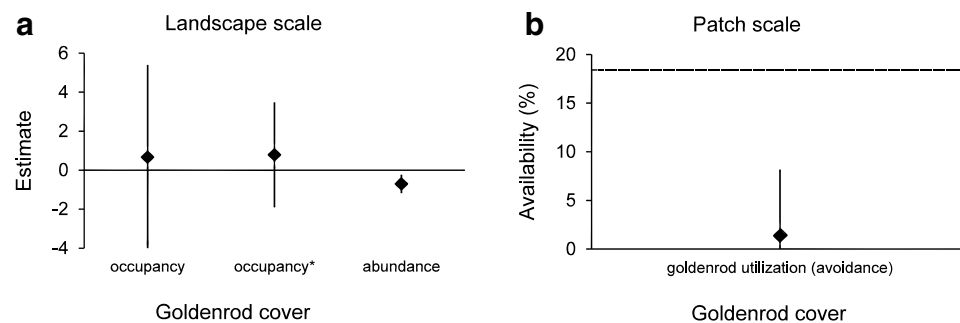 a
Landscape scale
6
4
2
0
-2
-4
Estimate
occupancy occupancy* abundance
Goldenrod cover
b
Patch scale
20
15
10
5
0
Availability (%)
goldenrod utilization (avoidance)
Goldenrod cover